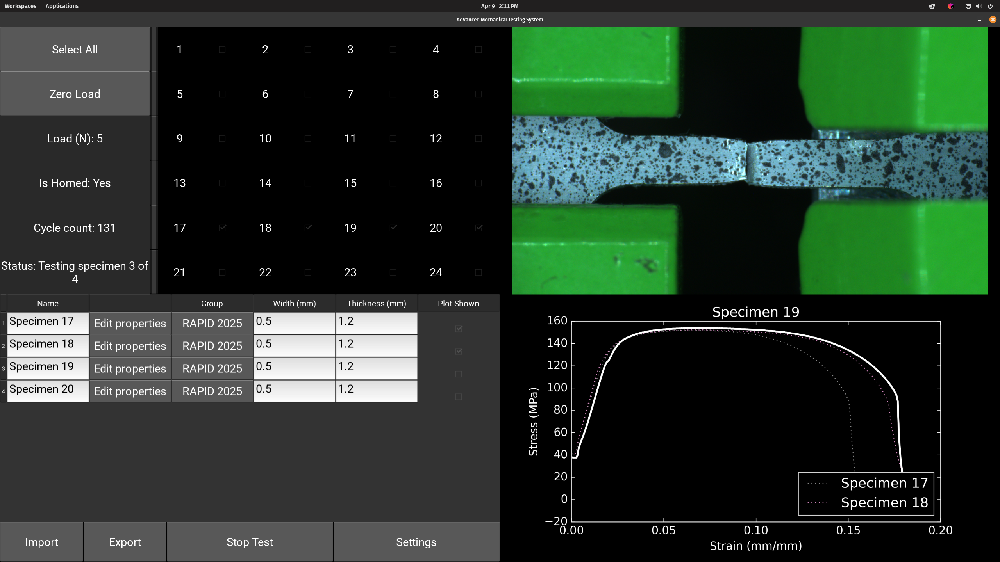 Workspaces Applications Apr 9 2:11 PM
Advanced Mechanical Testing System
Select All
Zero Load
Load (N): 5
Is Homed: Yes
Cycle count: 131
Status: Testing specimen 3 of
4
1 2 3 4
5 6 7 8
9 10 11 12
13 14 15 16
17 18 19 20
21 22 23 24
Name Group Width (mm) Thickness (mm) Plot Shown
1 Specimen 17 Edit properties RAPID 2025 0.5 1.2
2 Specimen 18 Edit properties RAPID 2025 0.5 1.2
3 Specimen 19 Edit properties RAPID 2025 0.5 1.2
4 Specimen 20 Edit properties RAPID 2025 0.5 1.2
Import Export Stop Test Settings
Specimen 19
160
140
120
100
80
60
40
20
0
−20
Stress (MPa)
Specimen 17
Specimen 18
0.00 0.05 0.10 0.15 0.20
Strain (mm/mm)